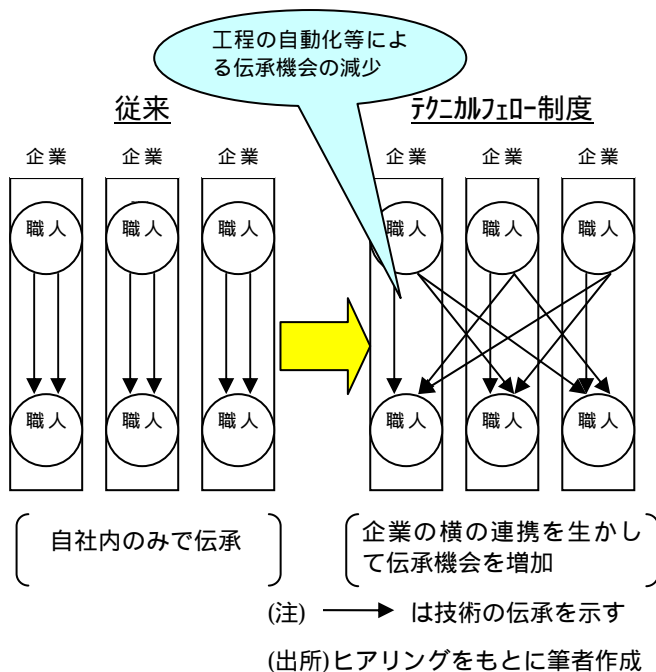 工程の自動化等によ
る伝承機会の減少
従来
ﾃｸﾆｶﾙﾌｪﾛｰ制度
企業 企業 企業 企業 企業 企業
職人 職人 職人 職人 職人 職人
職人 職人 職人 職人 職人 職人
自社内のみで伝承
企業の横の連携を生かし
て伝承機会を増加
(注) は技術の伝承を示す
(出所)ヒアリングをもとに筆者作成